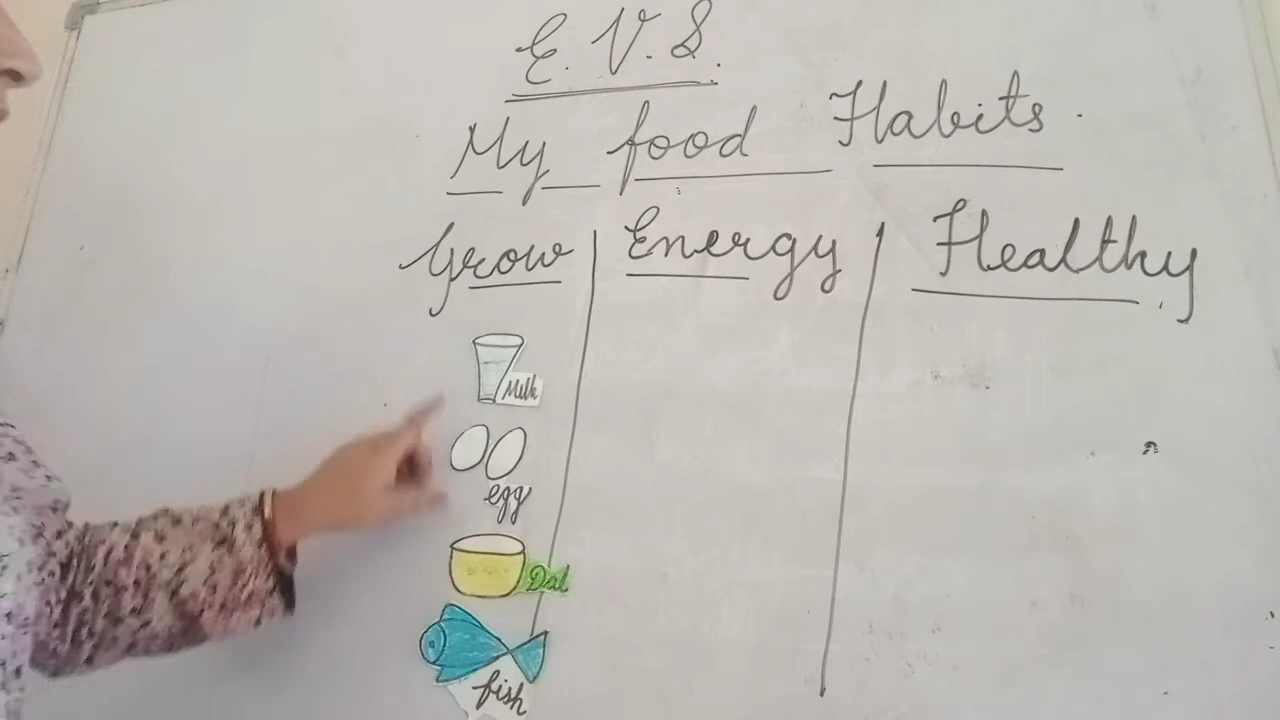 E. V. S.
My food Habits.
Grow Energy Healthy
Milk
egg
Dal
fish